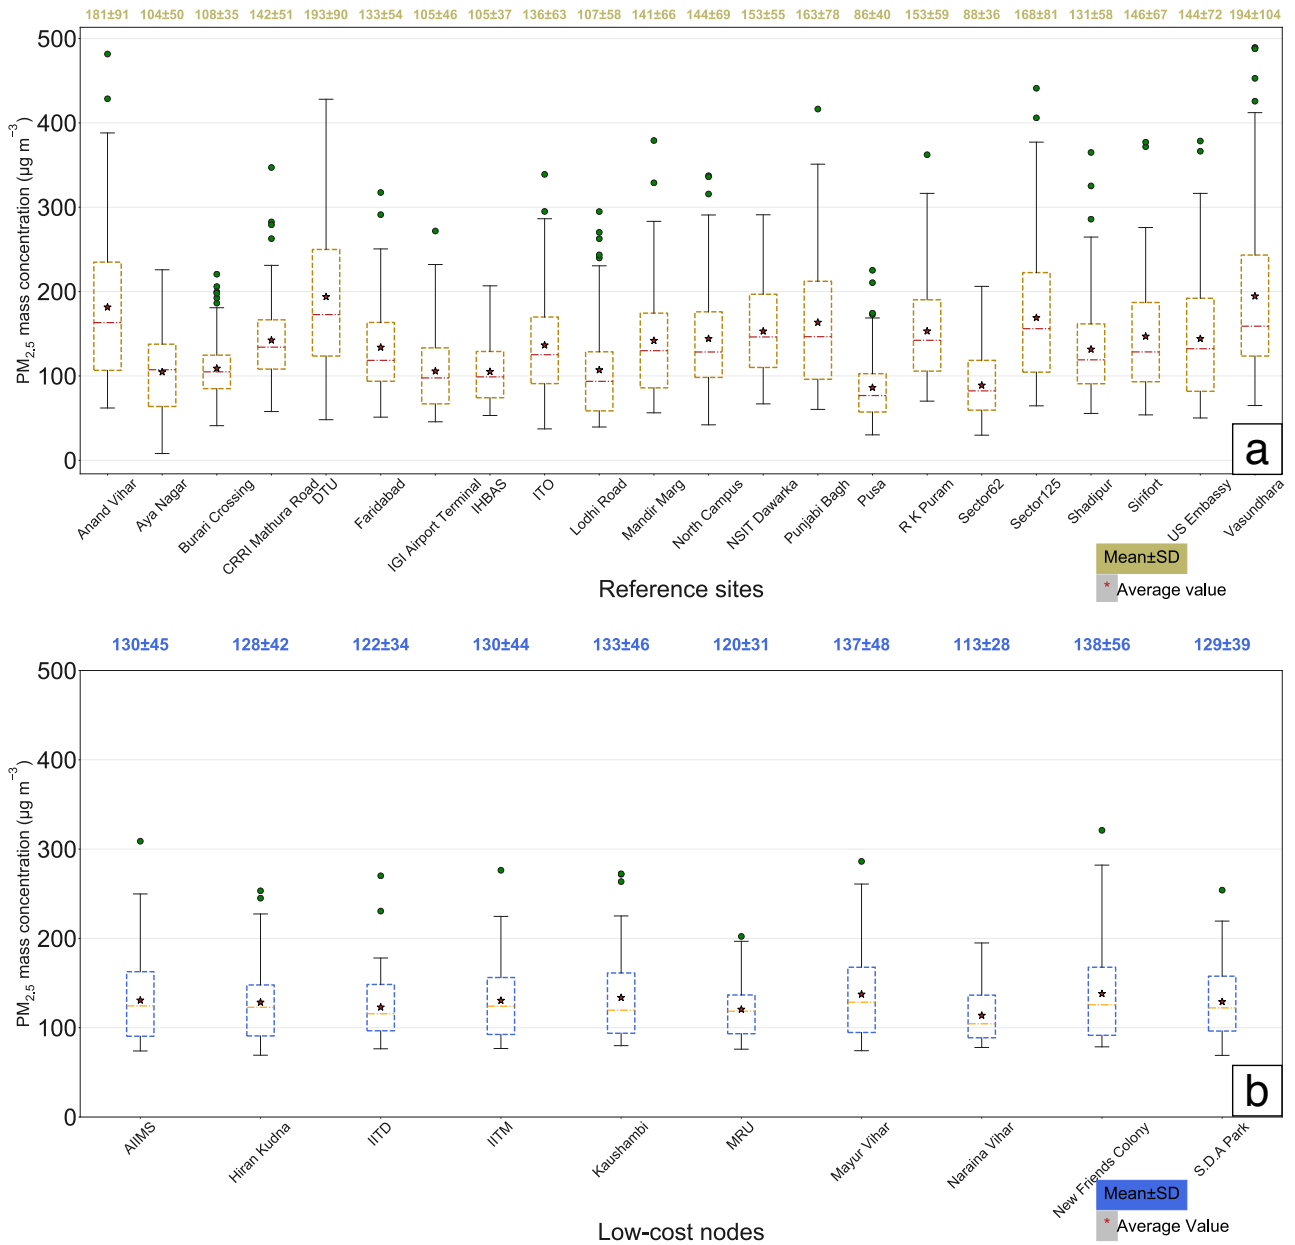 181±91 104±50 108±35 142±51 193±90 133±54 105±46 105±37 136±63 107±58 141±66 144±69 153±55 163±78 86±40 153±59 88±36 168±81 131±58 146±67 144±72 194±104
500
400
300
200
100
0
PM2.5 mass concentration (µg m−3)
a
Anand Vihar
Aya Nagar
Burari Crossing
CRRI Mathura Road
DTU
Faridabad
IGI Airport Terminal
IHBAS
ITO
Lodhi Road
Mandir Marg
North Campus
NSIT Dwarka
Punjabi Bagh
Pusa
R K Puram
Sector62
Sector125
Shadipur
Sirifort
US Embassy
Vasundhara
Reference sites
Mean±SD
* Average value
130±45 128±42 122±34 130±44 133±46 120±31 137±48 113±28 138±56 129±39
500
400
300
200
100
0
PM2.5 mass concentration (µg m−3)
b
AIIMS
Hiran Kudna
IITD
IITM
Kaushambi
MRU
Mayur Vihar
Naraina Vihar
New Friends Colony
S.D.A Park
Low-cost nodes
Mean±SD
* Average Value